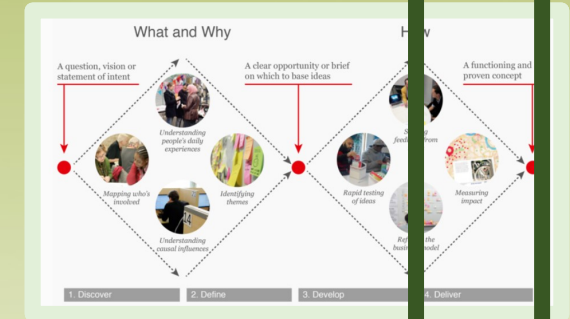 What and Why
H w
A question, vision or
statement of intent
A clear opportunity or brief
on which to base ideas
A functioning and
proven concept
Understanding
people's daily
experiences
Mapping who's
involved
Identifying
themes
Understanding
causal influences
Rapid testing
of ideas
Measuring
impact
the
1. Discover
2. Define
3. Develop
4. Deliver